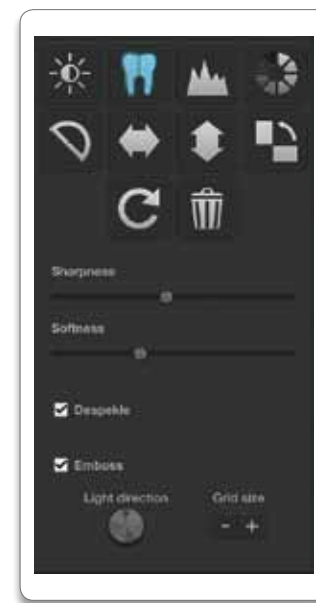 Sharpness
Softness
Despekle
Emboss
Light direction Grid size
- +